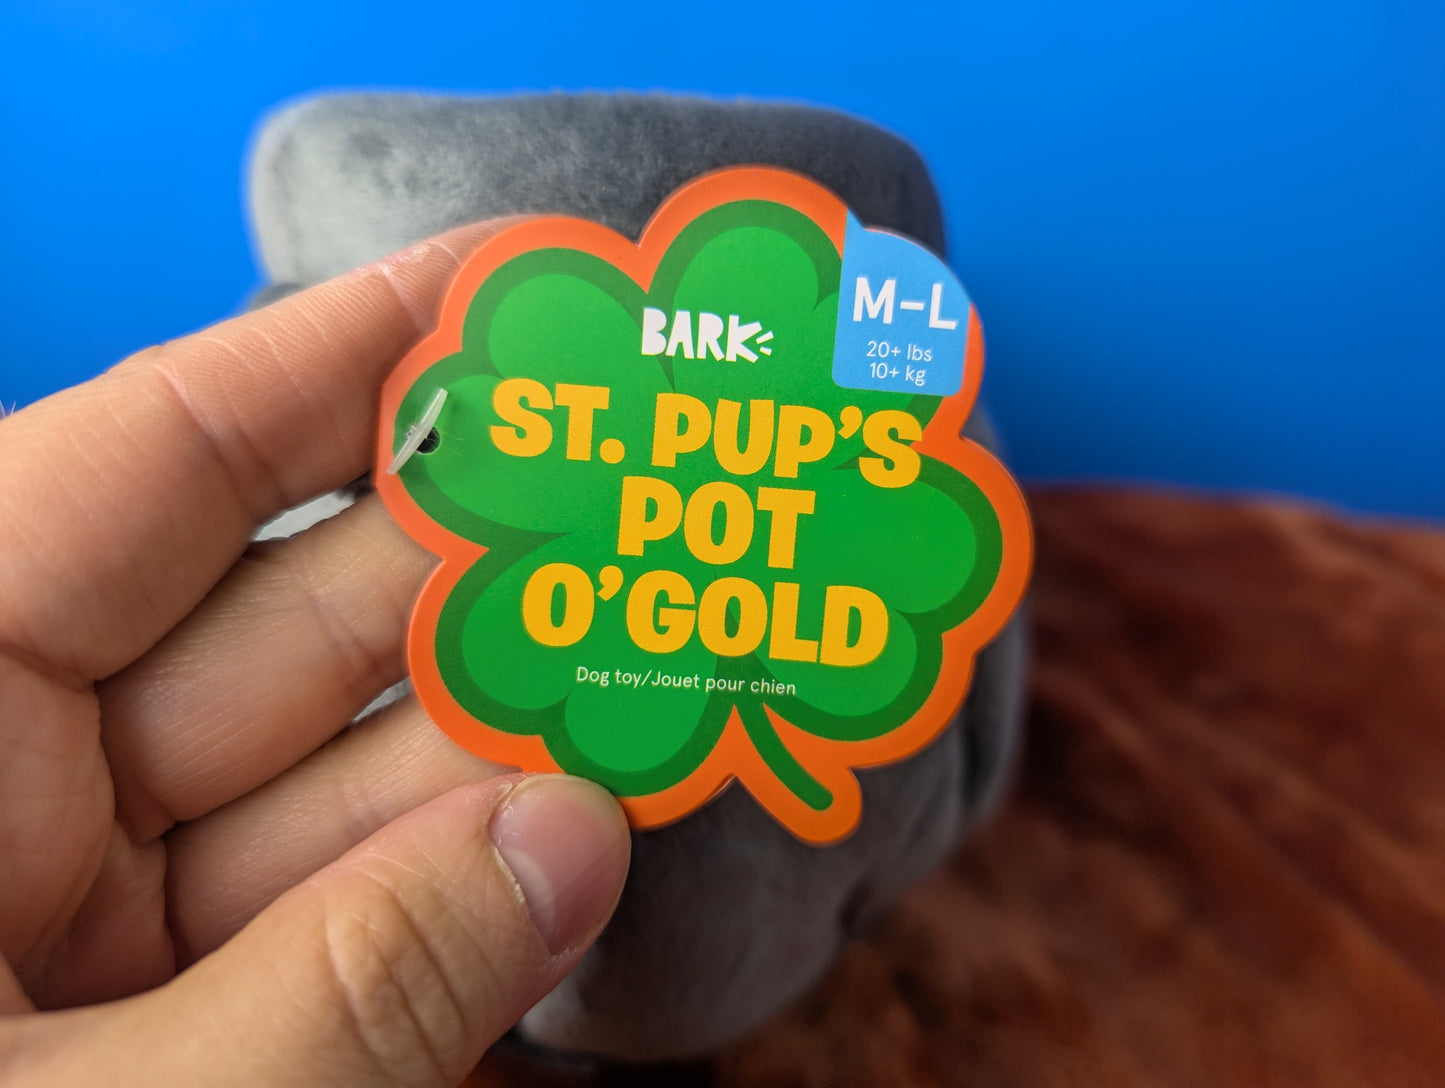 BARK
M-L
20+ lbs
10+ kg
ST. PUP'S
POT
O'GOLD
Dog toy/Jouet pour chien